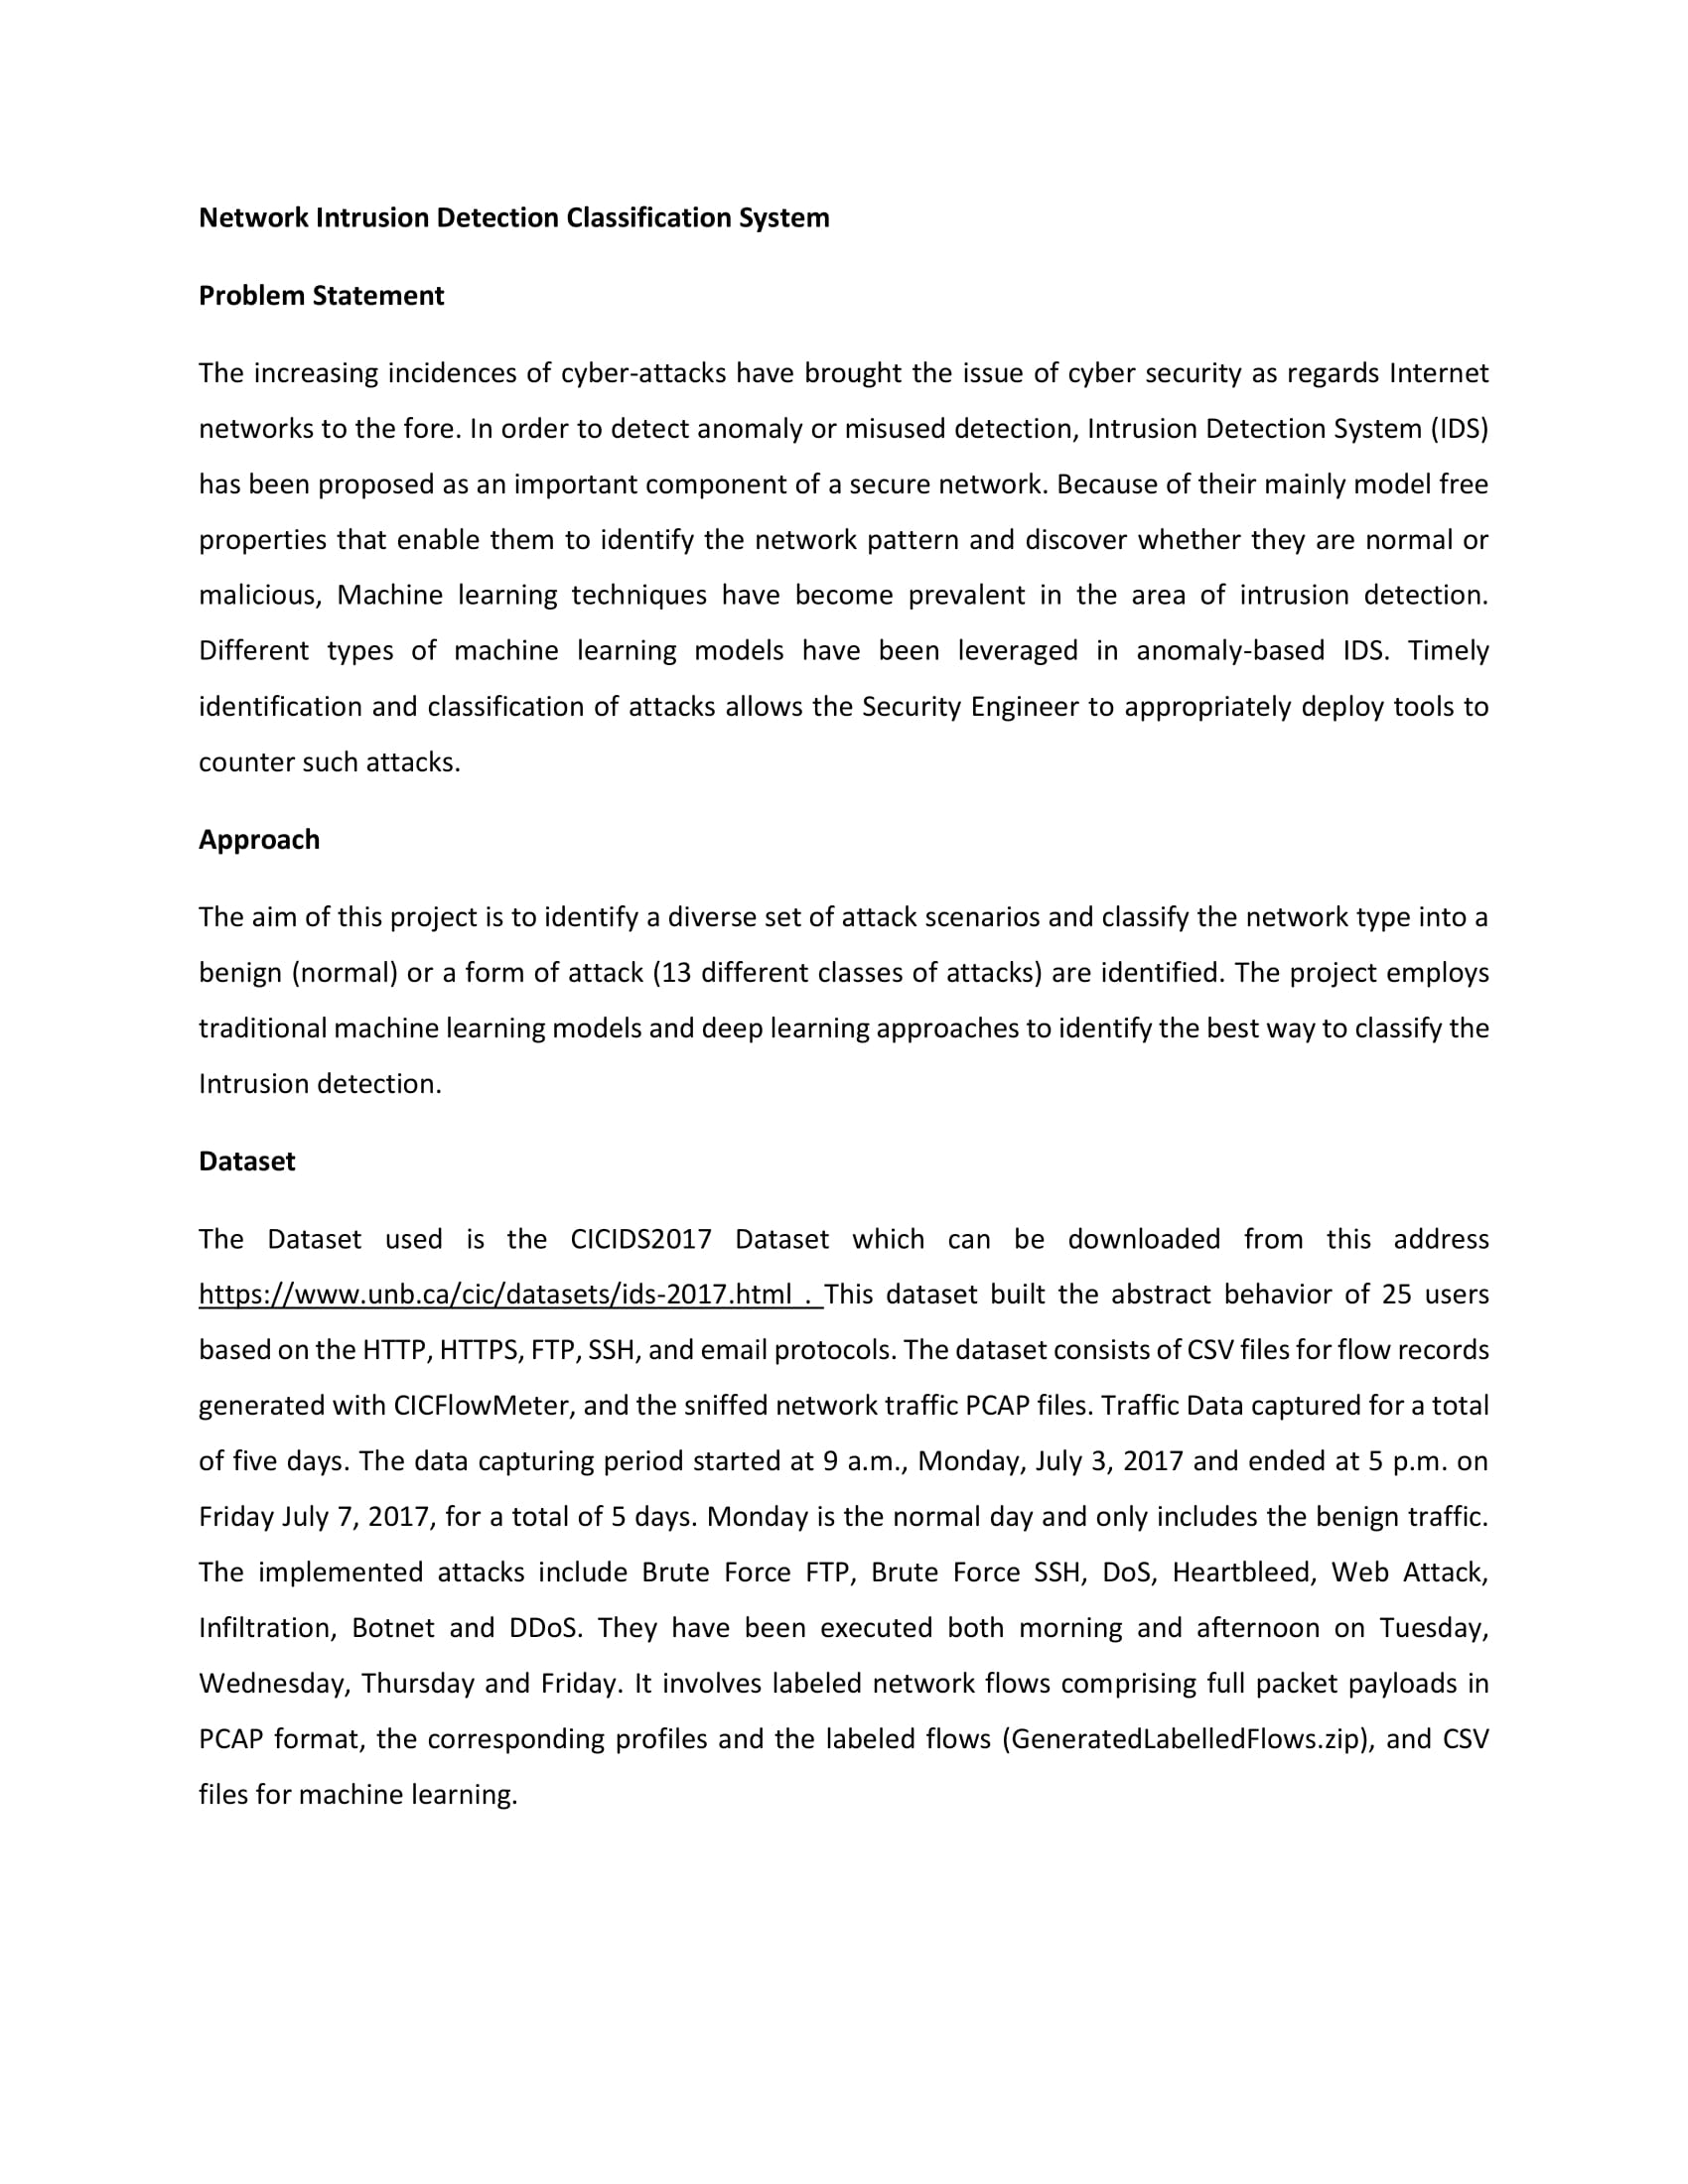 Network Intrusion Detection Classification System
Problem Statement
The increasing incidences of cyber-attacks have brought the issue of cyber security as regards Internet
networks to the fore. In order to detect anomaly or misused detection, Intrusion Detection System (IDS)
has been proposed as an important component of a secure network. Because of their mainly model free
properties that enable them to identify the network pattern and discover whether they are normal or
malicious, Machine learning techniques have become prevalent in the area of intrusion detection.
Different types of machine learning models have been leveraged in anomaly-based IDS. Timely
identification and classification of attacks allows the Security Engineer to appropriately deploy tools to
counter such attacks.
Approach
The aim of this project is to identify a diverse set of attack scenarios and classify the network type into a
benign (normal) or a form of attack (13 different classes of attacks) are identified. The project employs
traditional machine learning models and deep learning approaches to identify the best way to classify the
Intrusion detection.
Dataset
The Dataset used is the CICIDS2017 Dataset which can be downloaded from this address
https://www.unb.ca/cic/datasets/ids-2017.html . This dataset built the abstract behavior of 25 users
based on the HTTP, HTTPS, FTP, SSH, and email protocols. The dataset consists of CSV files for flow records
generated with CICFlowMeter, and the sniffed network traffic PCAP files. Traffic Data captured for a total
of five days. The data capturing period started at 9 a.m., Monday, July 3, 2017 and ended at 5 p.m. on
Friday July 7, 2017, for a total of 5 days. Monday is the normal day and only includes the benign traffic.
The implemented attacks include Brute Force FTP, Brute Force SSH, DoS, Heartbleed, Web Attack,
Infiltration, Botnet and DDoS. They have been executed both morning and afternoon on Tuesday,
Wednesday, Thursday and Friday. It involves labeled network flows comprising full packet payloads in
PCAP format, the corresponding profiles and the labeled flows (GeneratedLabelledFlows.zip), and CSV
files for machine learning.